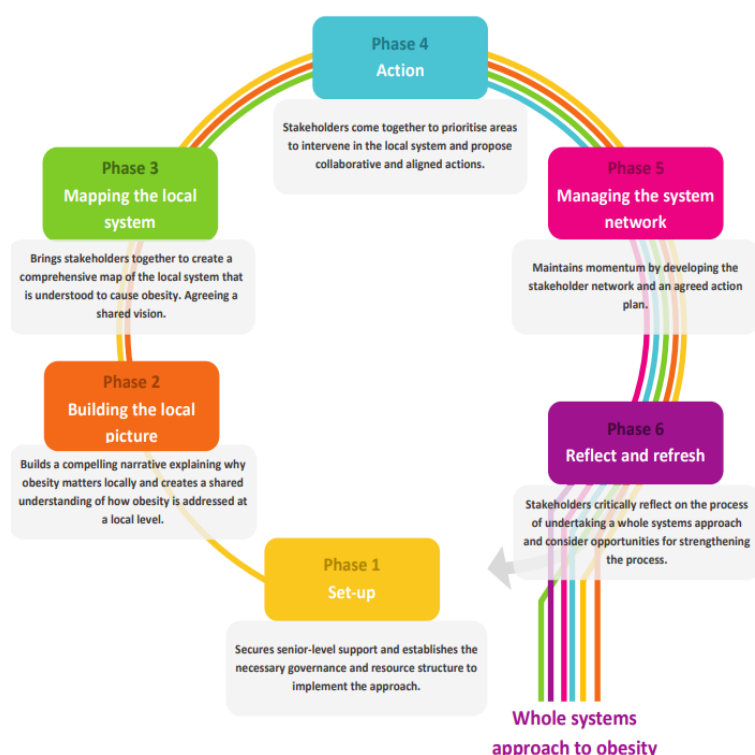 Phase 4
Action
Stakeholders come together to prioritise areas
to intervene in the local system and propose
collaborative and aligned actions.
Phase 3
Mapping the local
system
Brings stakeholders together to create a
comprehensive map of the local system that
is understood to cause obesity. Agreeing a
shared vision.
Phase 5
Managing the system
network
Maintains momentum by developing the
stakeholder network and an agreed action
plan.
Phase 2
Building the local
picture
Builds a compelling narrative explaining why
obesity matters locally and creates a shared
understanding of how obesity is addressed at
a local level.
Phase 6
Reflect and refresh
Stakeholders critically reflect on the process
of undertaking a whole systems approach
and consider opportunities for strengthening
the process.
Phase 1
Set-up
Secures senior-level support and establishes the
necessary governance and resource structure to
implement the approach.
Whole systems
approach to obesity